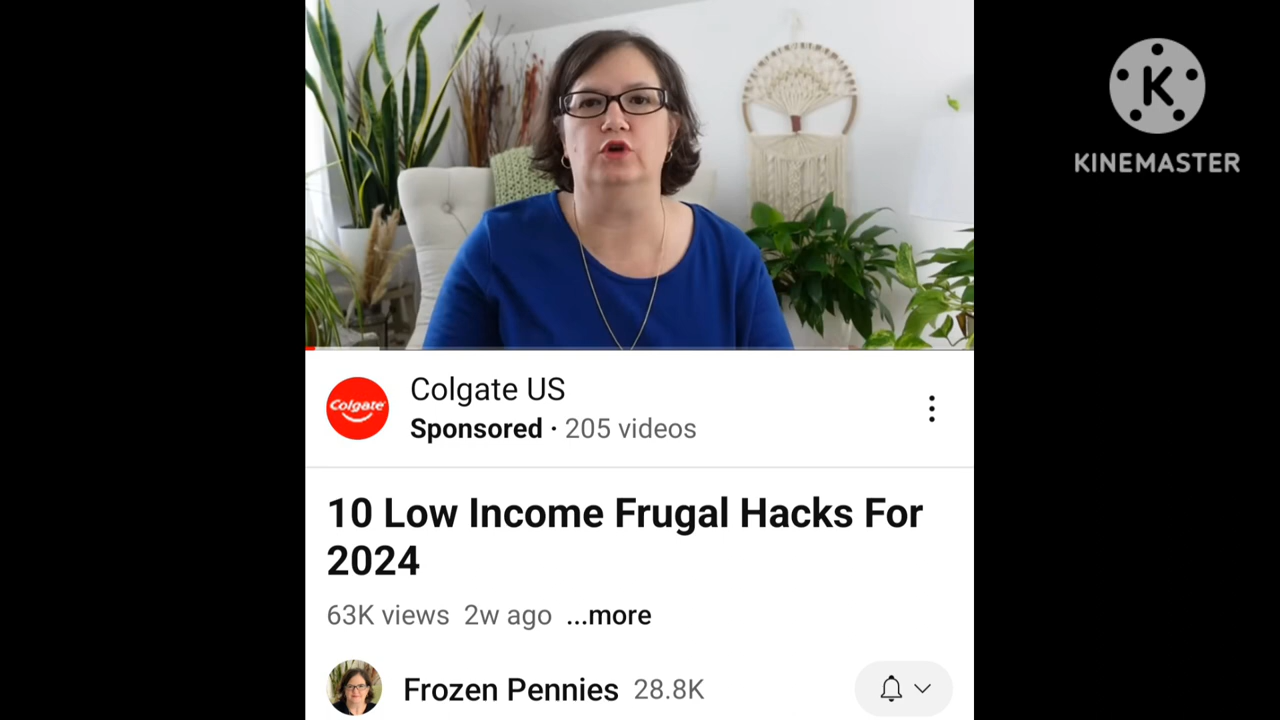 K
KINEMASTER
Colgate
Colgate US
Sponsored · 205 videos
10 Low Income Frugal Hacks For
2024
63K views 2w ago ...more
Frozen Pennies 28.8K